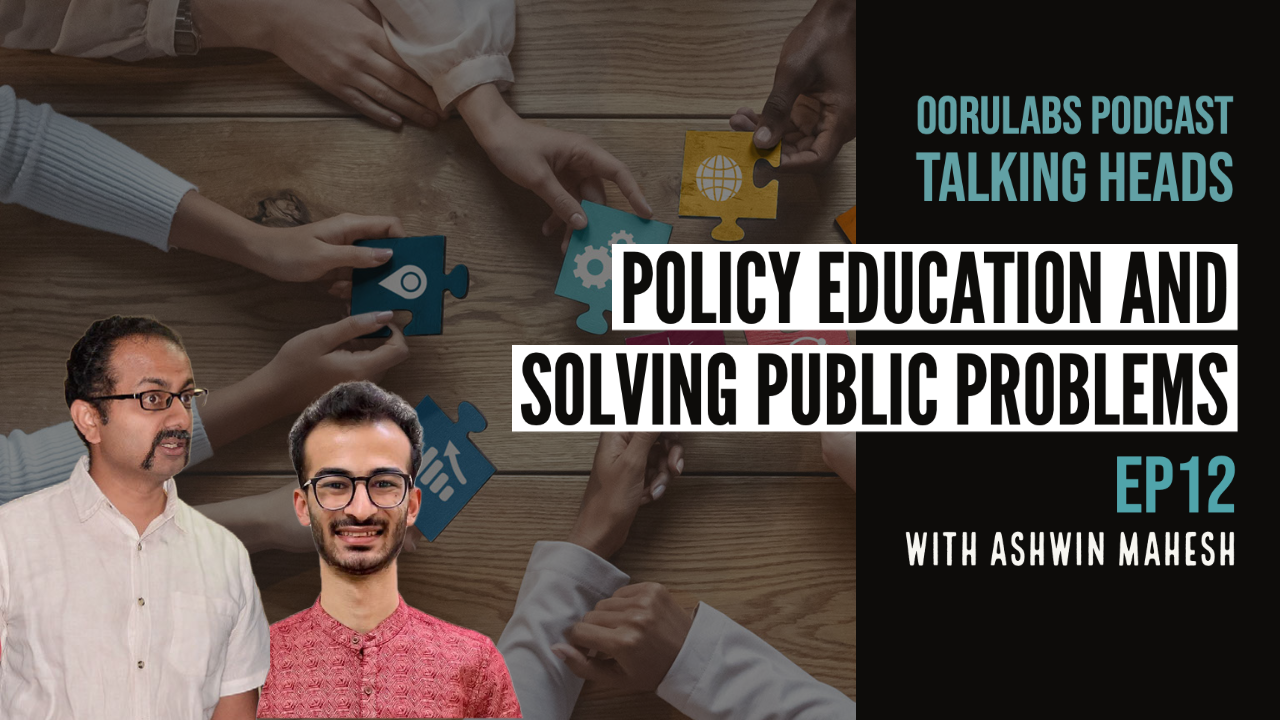 OORULABS PODCAST
TALKING HEADS
POLICY EDUCATION AND
SOLVING PUBLIC PROBLEMS
EP12
WITH ASHWIN MAHESH